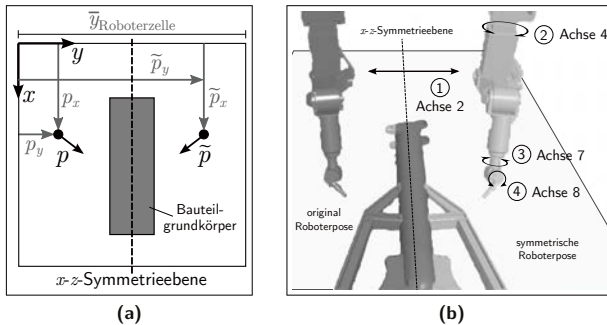 y̅Roboterzelle
y
p̃y
x
px
p̃x
py
p
p̃
Bauteil-
grundkörper
x-z-Symmetrieebene
(a)
x-z-Symmetrieebene
2 Achse 4
1
Achse 2
3 Achse 7
4 Achse 8
original
Roboterpose
symmetrische
Roboterpose
(b)